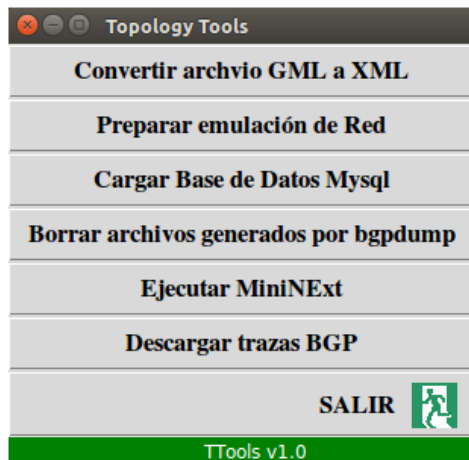 Topology Tools
Convertir archvio GML a XML
Preparar emulación de Red
Cargar Base de Datos Mysql
Borrar archivos generados por bgpdump
Ejecutar MiniNExt
Descargar trazas BGP
SALIR
TTools v1.0